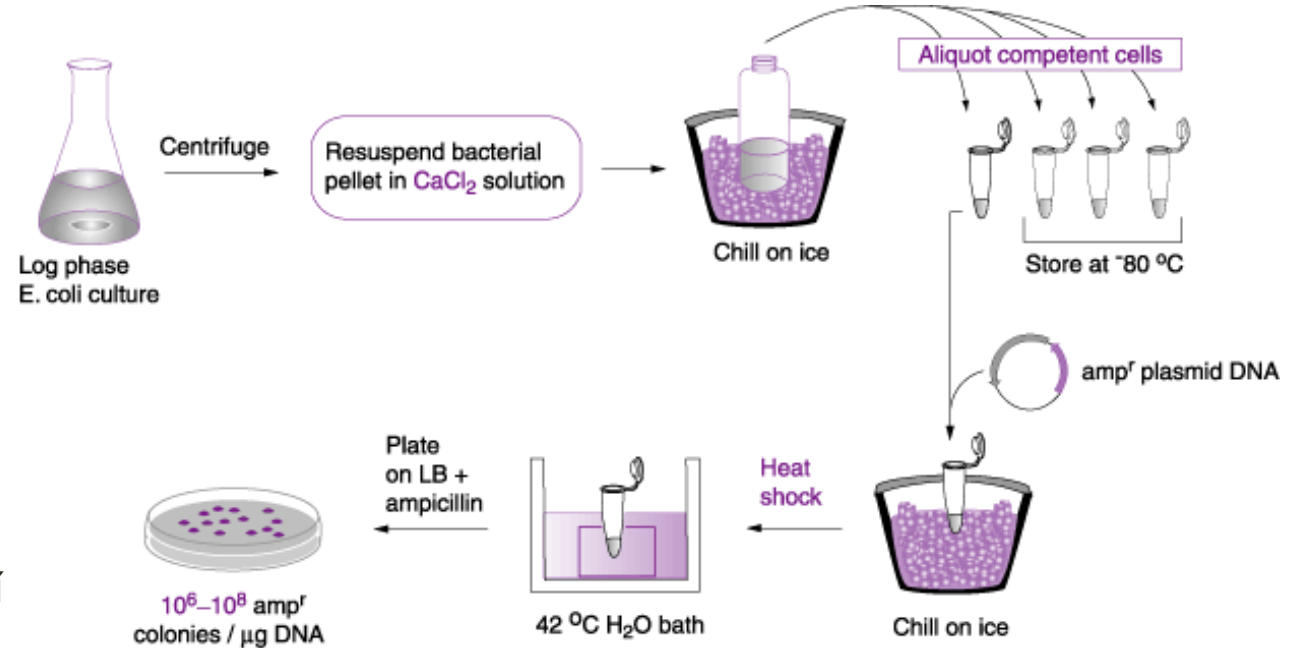 Aliquot competent cells
Centrifuge
Resuspend bacterial
pellet in CaCl₂ solution
Log phase
E. coli culture
Chill on ice
Store at ⁻80 ºC
ampʳ plasmid DNA
Plate
on LB +
ampicillin
Heat
shock
10⁶–10⁸ ampʳ
colonies / μg DNA
42 ºC H₂O bath
Chill on ice